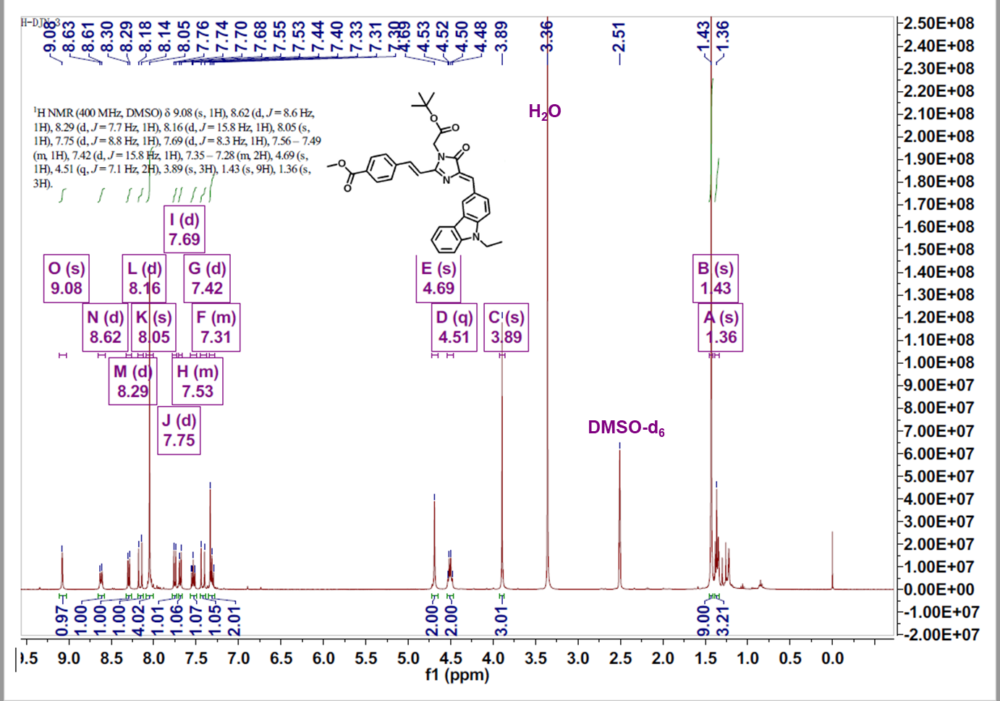 H-DJN-3
9.08 8.63 8.61 8.30 8.29 8.18 8.14 8.05 7.76 7.74 7.70 7.68 7.55 7.53 7.44 7.40 7.33 7.31 7.30 4.69 4.53 4.52 4.50 4.48 3.89 3.36 2.51 1.43 1.36
¹H NMR (400 MHz, DMSO) δ 9.08 (s, 1H), 8.62 (d, J = 8.6 Hz,
1H), 8.29 (d, J = 7.7 Hz, 1H), 8.16 (d, J = 15.8 Hz, 1H), 8.05 (s,
1H), 7.75 (d, J = 8.8 Hz, 1H), 7.69 (d, J = 8.3 Hz, 1H), 7.56 – 7.49
(m, 1H), 7.42 (d, J = 15.8 Hz, 1H), 7.35 – 7.28 (m, 2H), 4.69 (s,
1H), 4.51 (q, J = 7.1 Hz, 2H), 3.89 (s, 3H), 1.43 (s, 9H), 1.36 (s,
3H).
O
O
N
O
O
O
N
N
H₂O
I (d)
7.69
O (s)
9.08
L (d)
8.16
G (d)
7.42
E (s)
4.69
B (s)
1.43
N (d)
8.62
K (s)
8.05
F (m)
7.31
D (q)
4.51
C (s)
3.89
A (s)
1.36
M (d)
8.29
H (m)
7.53
J (d)
7.75
DMSO-d₆
2.50E+08
2.40E+08
2.30E+08
2.20E+08
2.10E+08
2.00E+08
1.90E+08
1.80E+08
1.70E+08
1.60E+08
1.50E+08
1.40E+08
1.30E+08
1.20E+08
1.10E+08
1.00E+08
9.00E+07
8.00E+07
7.00E+07
6.00E+07
5.00E+07
4.00E+07
3.00E+07
2.00E+07
1.00E+07
0.00E+00
-1.00E+07
-2.00E+07
0.97 1.00 1.00 1.00 4.02 1.01 1.06 1.07 1.05 2.01 2.00 2.00 3.01 9.00 3.21
.5 9.0 8.5 8.0 7.5 7.0 6.5 6.0 5.5 5.0 4.5 4.0 3.5 3.0 2.5 2.0 1.5 1.0 0.5 0.0
f1 (ppm)